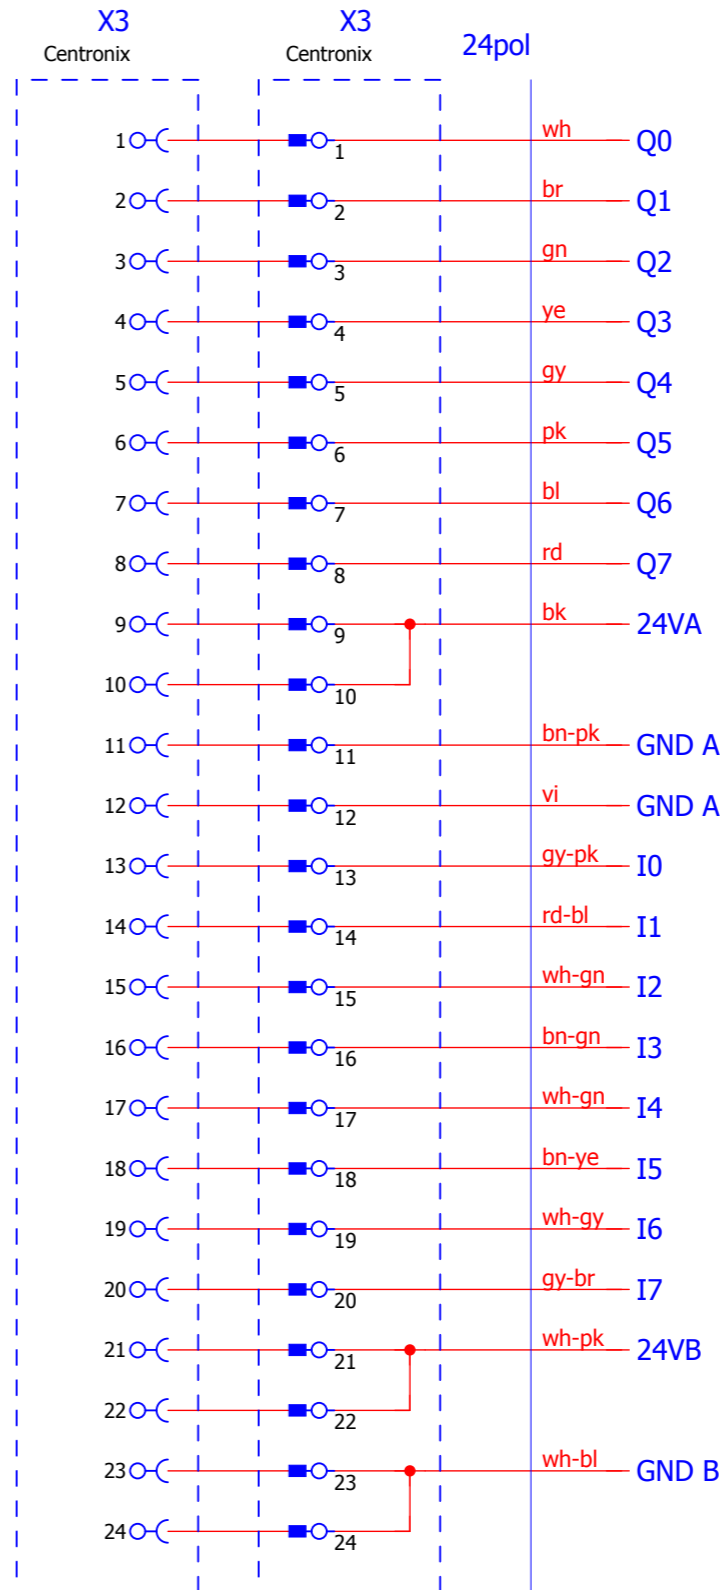 X3 X3
Centronix Centronix 24pol
1 1 wh Q0
2 2 br Q1
3 3 gn Q2
4 4 ye Q3
5 5 gy Q4
6 6 pk Q5
7 7 bl Q6
8 8 rd Q7
9 9 bk 24VA
10 10
11 11 bn-pk GND A
12 12 vi GND A
13 13 gy-pk I0
14 14 rd-bl I1
15 15 wh-gn I2
16 16 bn-gn I3
17 17 wh-gn I4
18 18 bn-ye I5
19 19 wh-gy I6
20 20 gy-br I7
21 21 wh-pk 24VB
22 22
23 23 wh-bl GND B
24 24